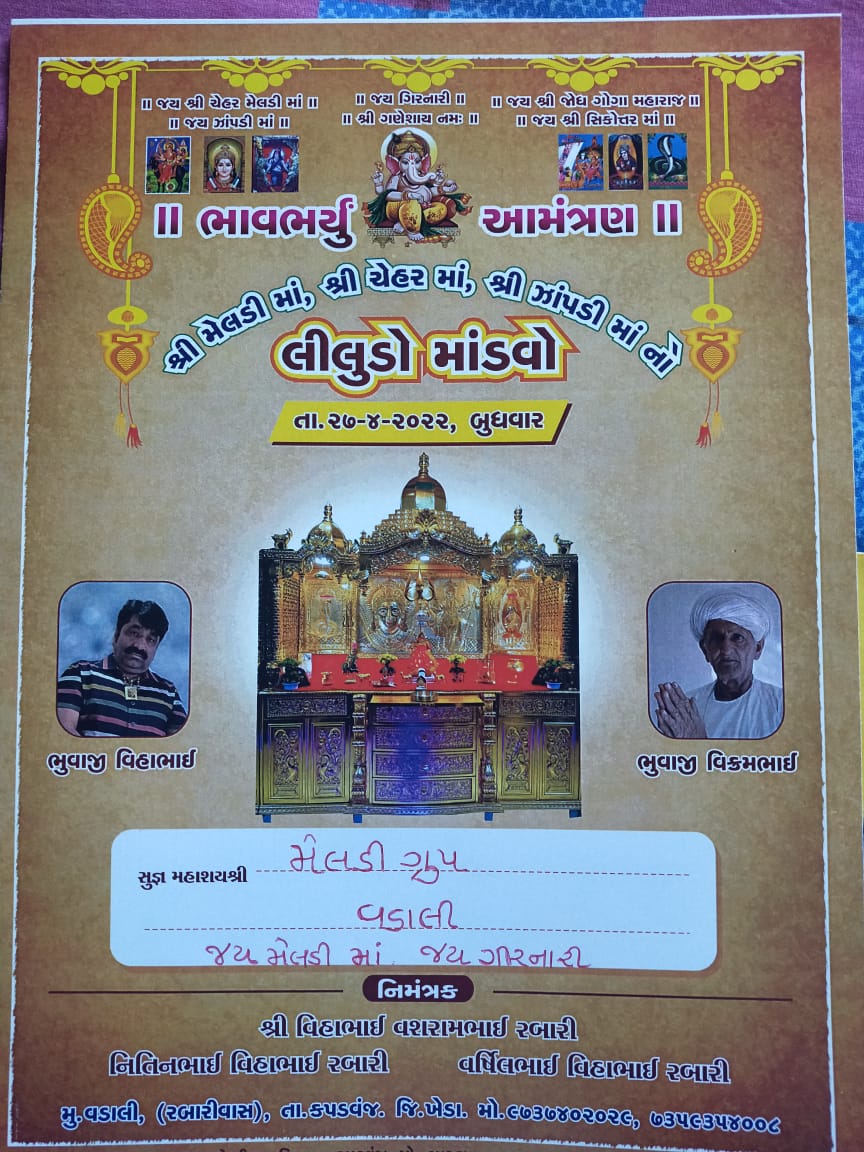 ॥ જય શ્રી ચેહર મેલડી માં ॥
॥ જય ઝાંપડી માં ॥
॥ જય ગિરનારી ॥
॥ શ્રી ગણેશાય નમઃ ॥
॥ જય શ્રી જોધ ગોગા મહારાજ ॥
॥ જય શ્રી સિકોત્તર માં ॥
॥ ભાવભર્યું આમંત્રણ ॥
શ્રી મેલડી માં, શ્રી ચેહર માં, શ્રી ઝાંપડી માં નો
લીલુડો માંડવો
તા.૨૭-૪-૨૦૨૨, બુધવાર
ભુવાજી વિહાભાઈ
ભુવાજી વિક્રમભાઈ
સુજ્ઞ મહાશયશ્રી મેલડી ગ્રુપ
વડાલી
જય મેલડી માં. જય ગીરનારી
નિમંત્રક
શ્રી વિહાભાઈ વશરામભાઈ રબારી
નિતિનભાઈ વિહાભાઈ રબારી વર્ષિલભાઈ વિહાભાઈ રબારી
મુ.વડાલી, (રબારીવાસ), તા.કપડવંજ. જિ.ખેડા. મો.૯૭૩૭૪૦૨૦૨૯, ૭૩૫૯૩૫૪૦૦૮